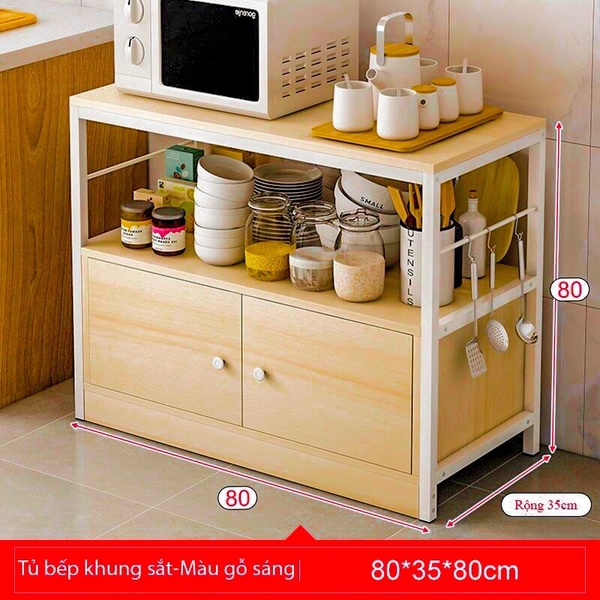 SMALL
UTENSILS
80
80
Rộng 35cm
Tủ bếp khung sắt-Màu gỗ sáng
80*35*80cm